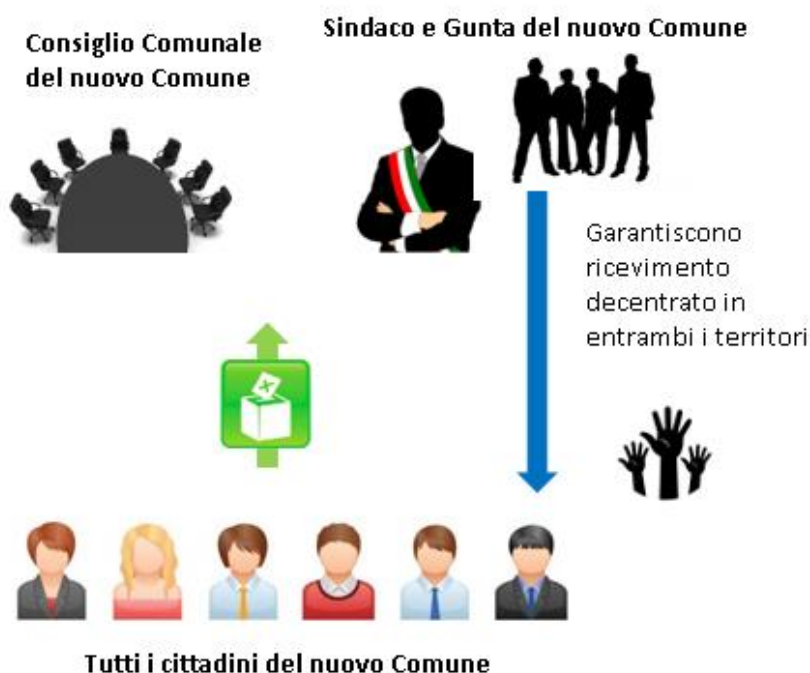 Consiglio Comunale
del nuovo Comune
Sindaco e Gunta del nuovo Comune
Garantiscono
ricevimento
decentrato in
entrambi i territori
Tutti i cittadini del nuovo Comune